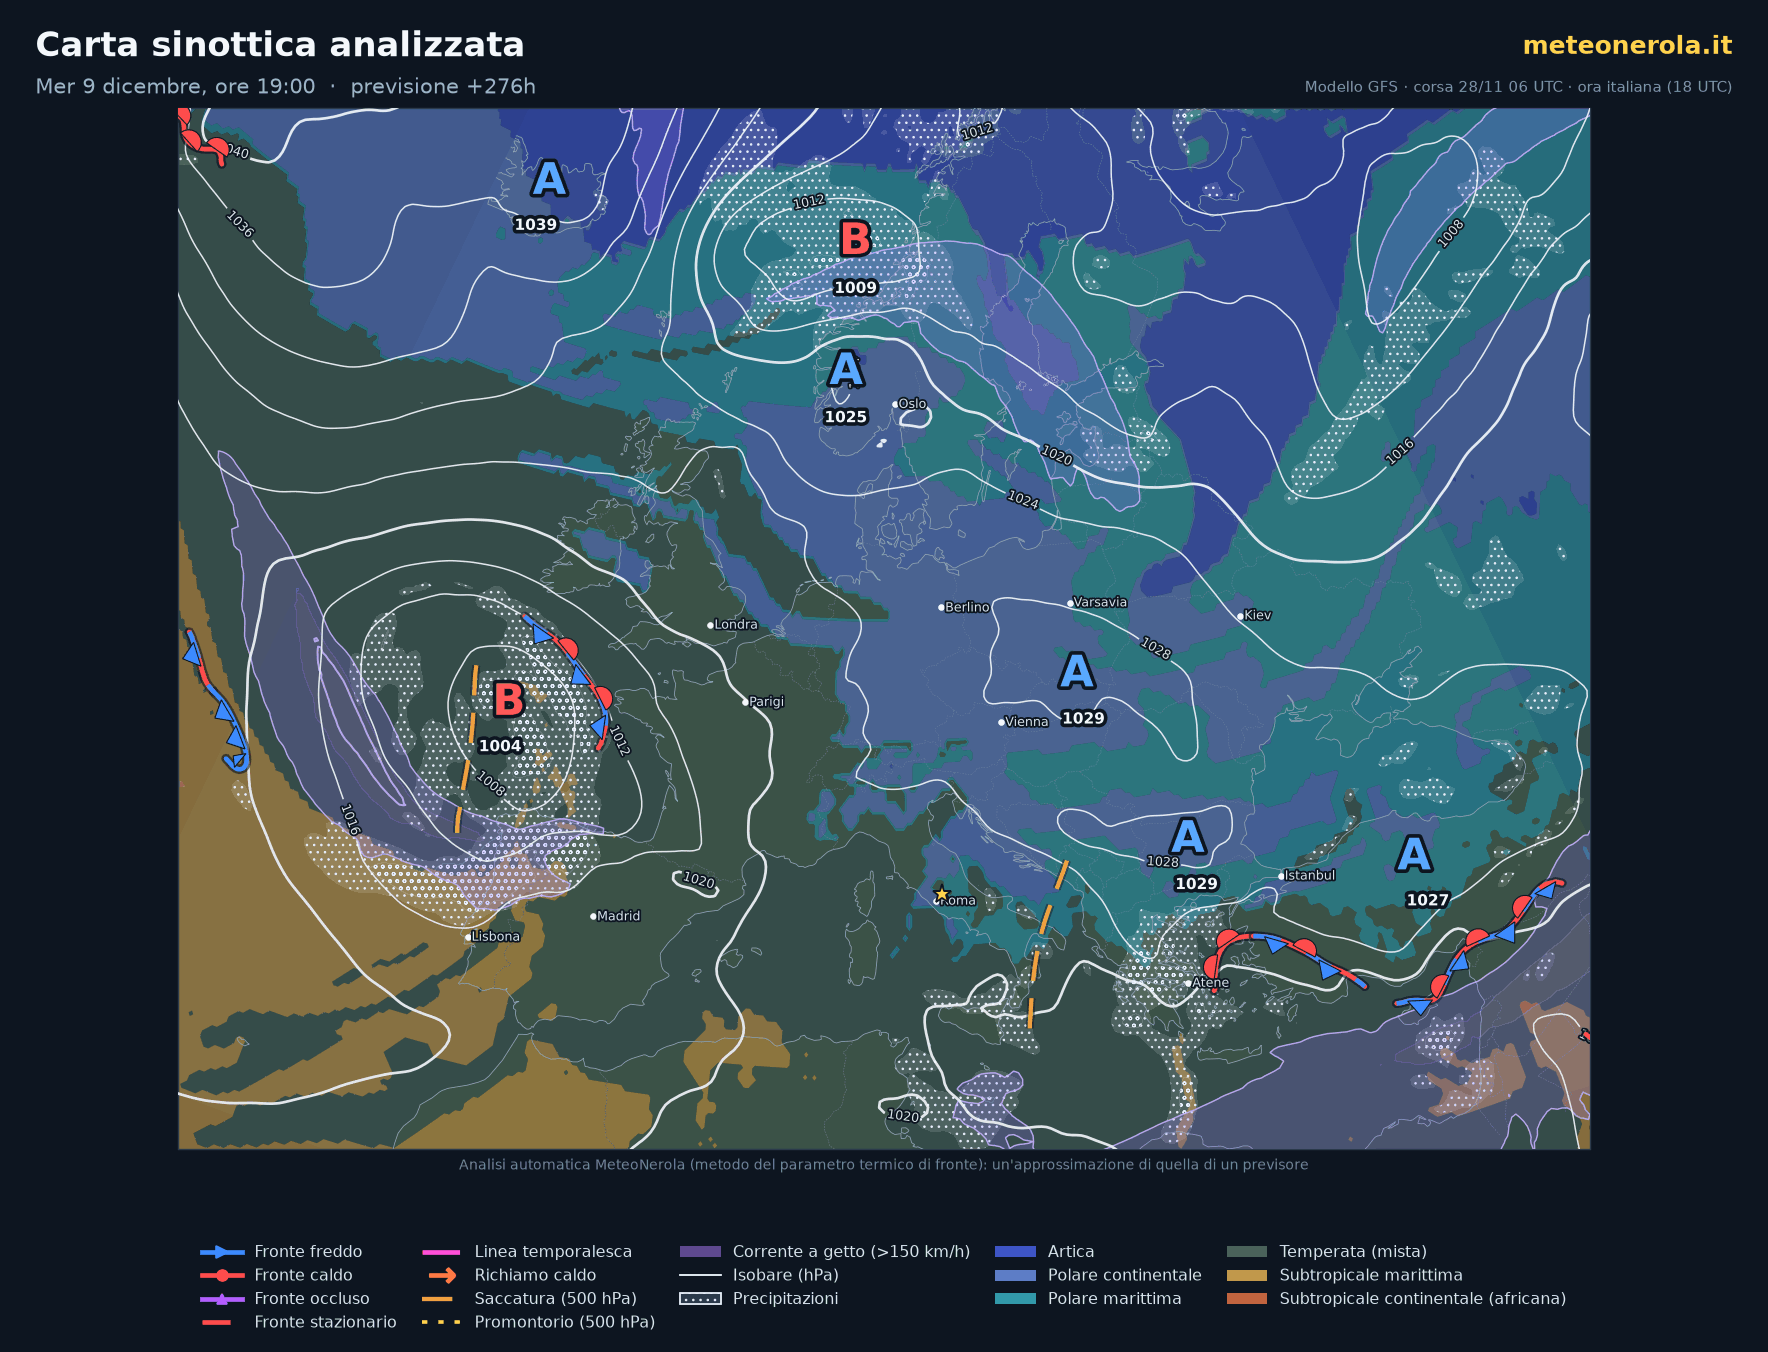 Carta sinottica analizzata
meteonerola.it
Mer 9 dicembre, ore 19:00 · previsione +276h
Modello GFS · corsa 28/11 06 UTC · ora italiana (18 UTC)
1012
040
A
1039
1036
1012
B
1009
1008
A
1025
Oslo
1020
1016
1024
Berlino
Varsavia
Kiev
Londra
1028
A
1029
Parigi
B
1004
1012
Vienna
1008
1016
A
1028
1029
A
1027
Istanbul
1020
Roma
Madrid
Lisbona
Atene
1020
Analisi automatica MeteoNerola (metodo del parametro termico di fronte): un'approssimazione di quella di un previsore
Fronte freddo
Fronte caldo
Fronte occluso
Fronte stazionario
Linea temporalesca
Richiamo caldo
Saccatura (500 hPa)
Promontorio (500 hPa)
Corrente a getto (>150 km/h)
Isobare (hPa)
Precipitazioni
Artica
Polare continentale
Polare marittima
Temperata (mista)
Subtropicale marittima
Subtropicale continentale (africana)